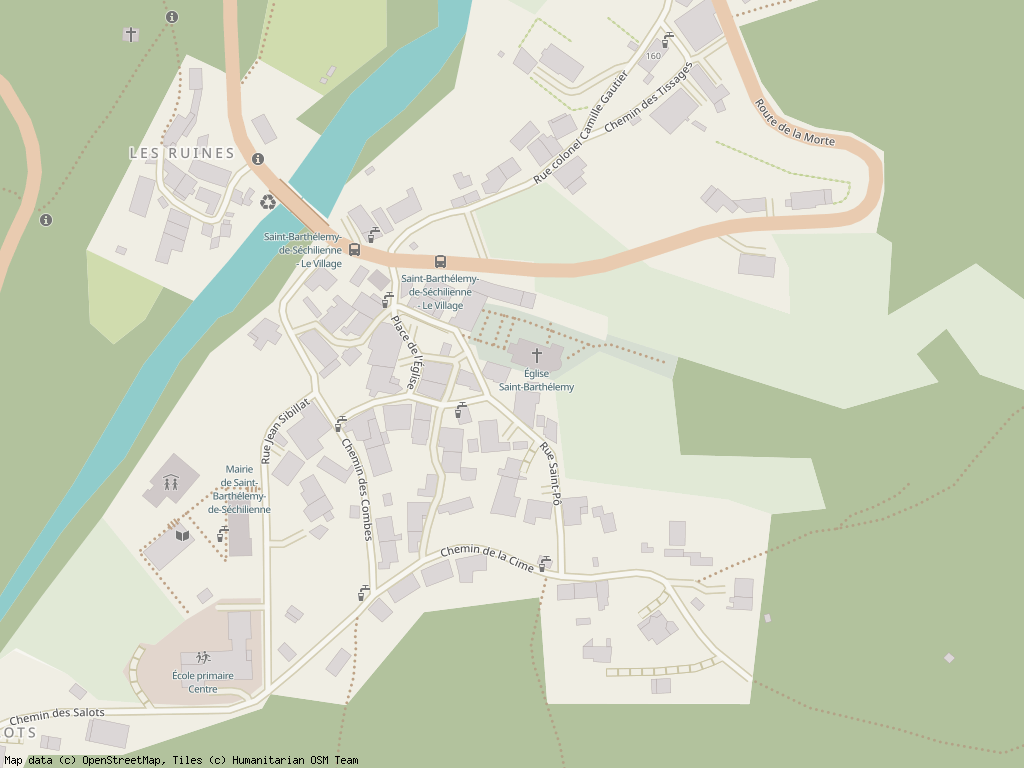 160
Rue colonel Camille Gautier
Chemin des Tissages
Route de la Morte
LES RUINES
Saint-Barthélemy-
de-Séchilienne
- Le Village
Saint-Barthélemy-
de-Séchilienne
- Le Village
Place de l'Église
Église
Saint-Barthélemy
Rue Jean Sibillat
Chemin des Combes
Rue Saint-Pô
Mairie
de Saint-
Barthélemy-
de-Séchilienne
Chemin de la Cime
École primaire
Centre
Chemin des Salots
OTS
Map data (c) OpenStreetMap, Tiles (c) Humanitarian OSM Team